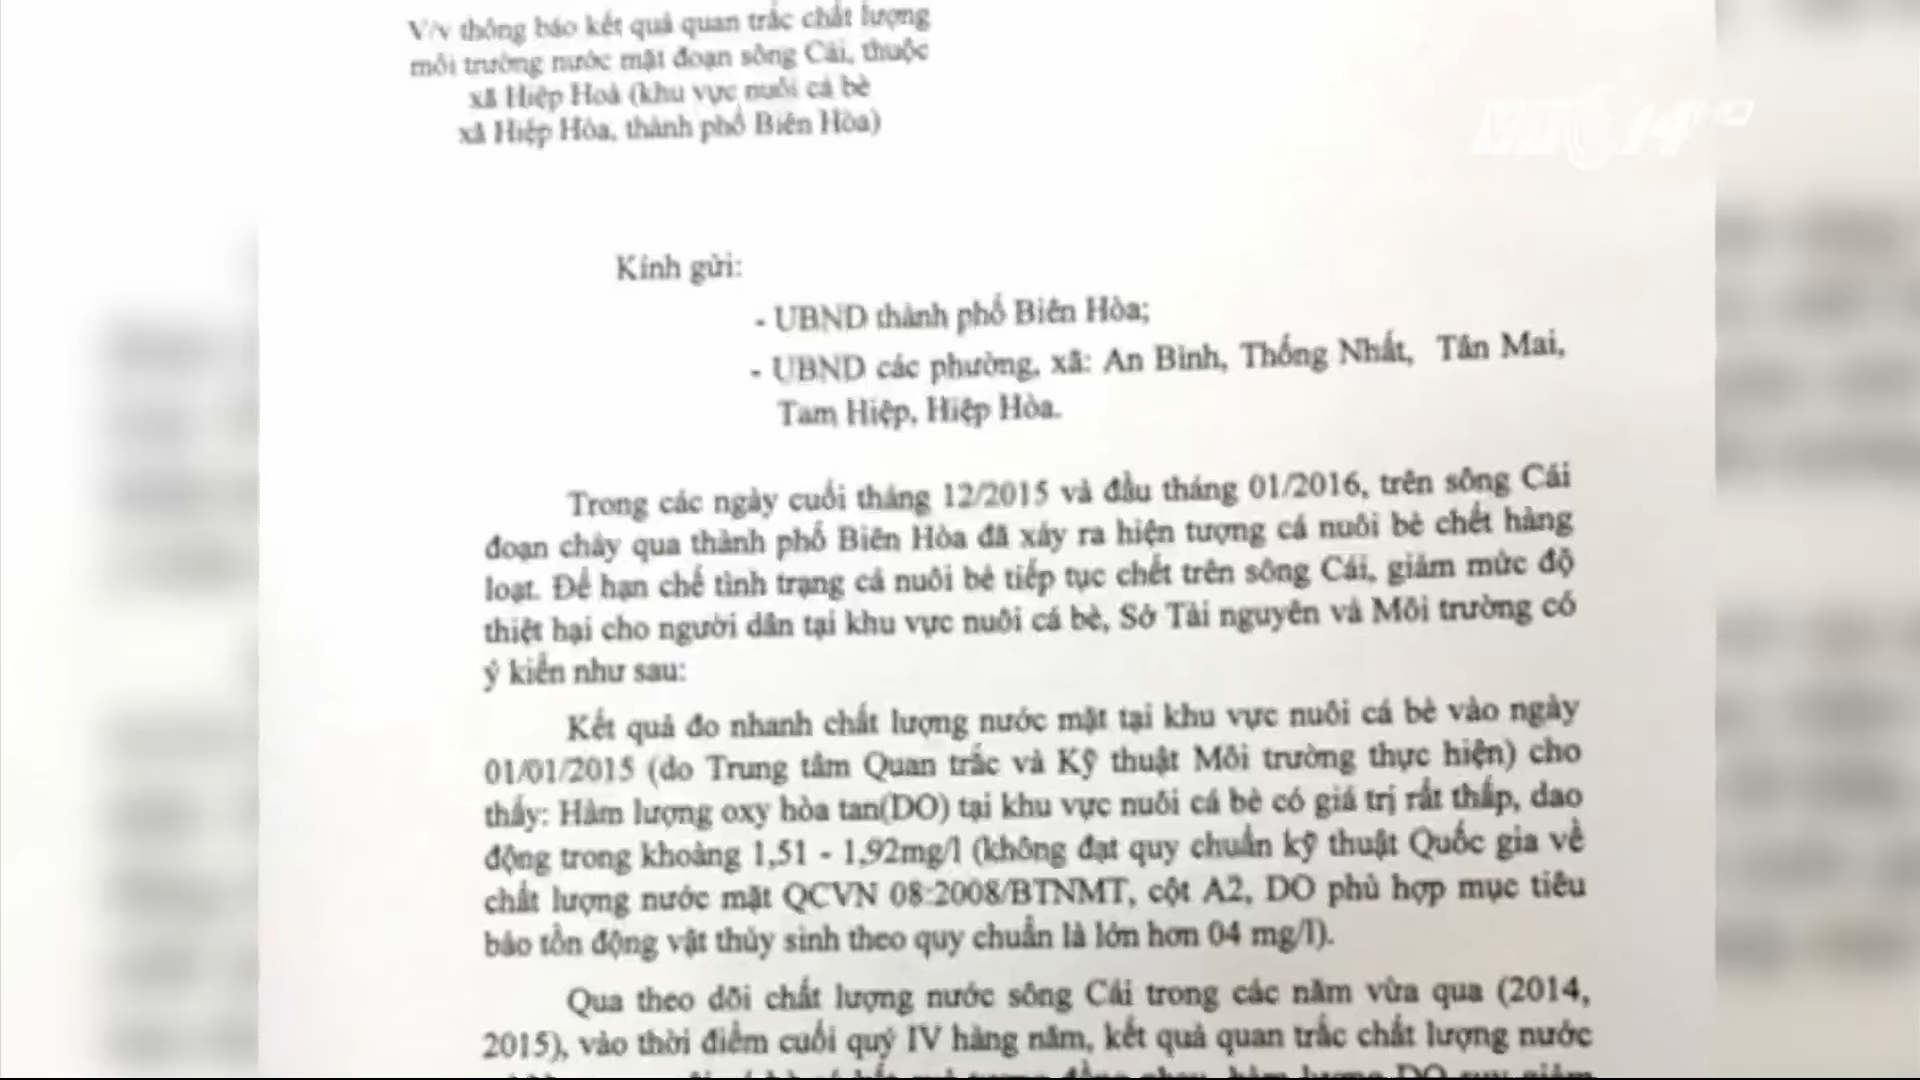 V/v thông báo kết quả quan trắc chất lượng
môi trường nước mặt đoạn sông Cái, thuộc
xã Hiệp Hoà (khu vực nuôi cá bè
xã Hiệp Hòa, thành phố Biên Hòa)
Kính gửi:
- UBND thành phố Biên Hòa;
- UBND các phường, xã: An Bình, Thống Nhất, Tân Mai,
Tam Hiệp, Hiệp Hòa.
Trong các ngày cuối tháng 12/2015 và đầu tháng 01/2016, trên sông Cái
đoạn chảy qua thành phố Biên Hòa đã xảy ra hiện tượng cá nuôi bè chết hàng
loạt. Để hạn chế tình trạng cá nuôi bè tiếp tục chết trên sông Cái, giảm mức độ
thiệt hại cho người dân tại khu vực nuôi cá bè, Sở Tài nguyên và Môi trường có
ý kiến như sau:
Kết quả đo nhanh chất lượng nước mặt tại khu vực nuôi cá bè vào ngày
01/01/2015 (do Trung tâm Quan trắc và Kỹ thuật Môi trường thực hiện) cho
thấy: Hàm lượng oxy hòa tan(DO) tại khu vực nuôi cá bè có giá trị rất thấp, dao
động trong khoảng 1,51 - 1,92mg/l (không đạt quy chuẩn kỹ thuật Quốc gia về
chất lượng nước mặt QCVN 08:2008/BTNMT, cột A2, DO phù hợp mục tiêu
bảo tồn động vật thủy sinh theo quy chuẩn là lớn hơn 04 mg/l).
Qua theo dõi chất lượng nước sông Cái trong các năm vừa qua (2014,
2015), vào thời điểm cuối quý IV hàng năm, kết quả quan trắc chất lượng nước